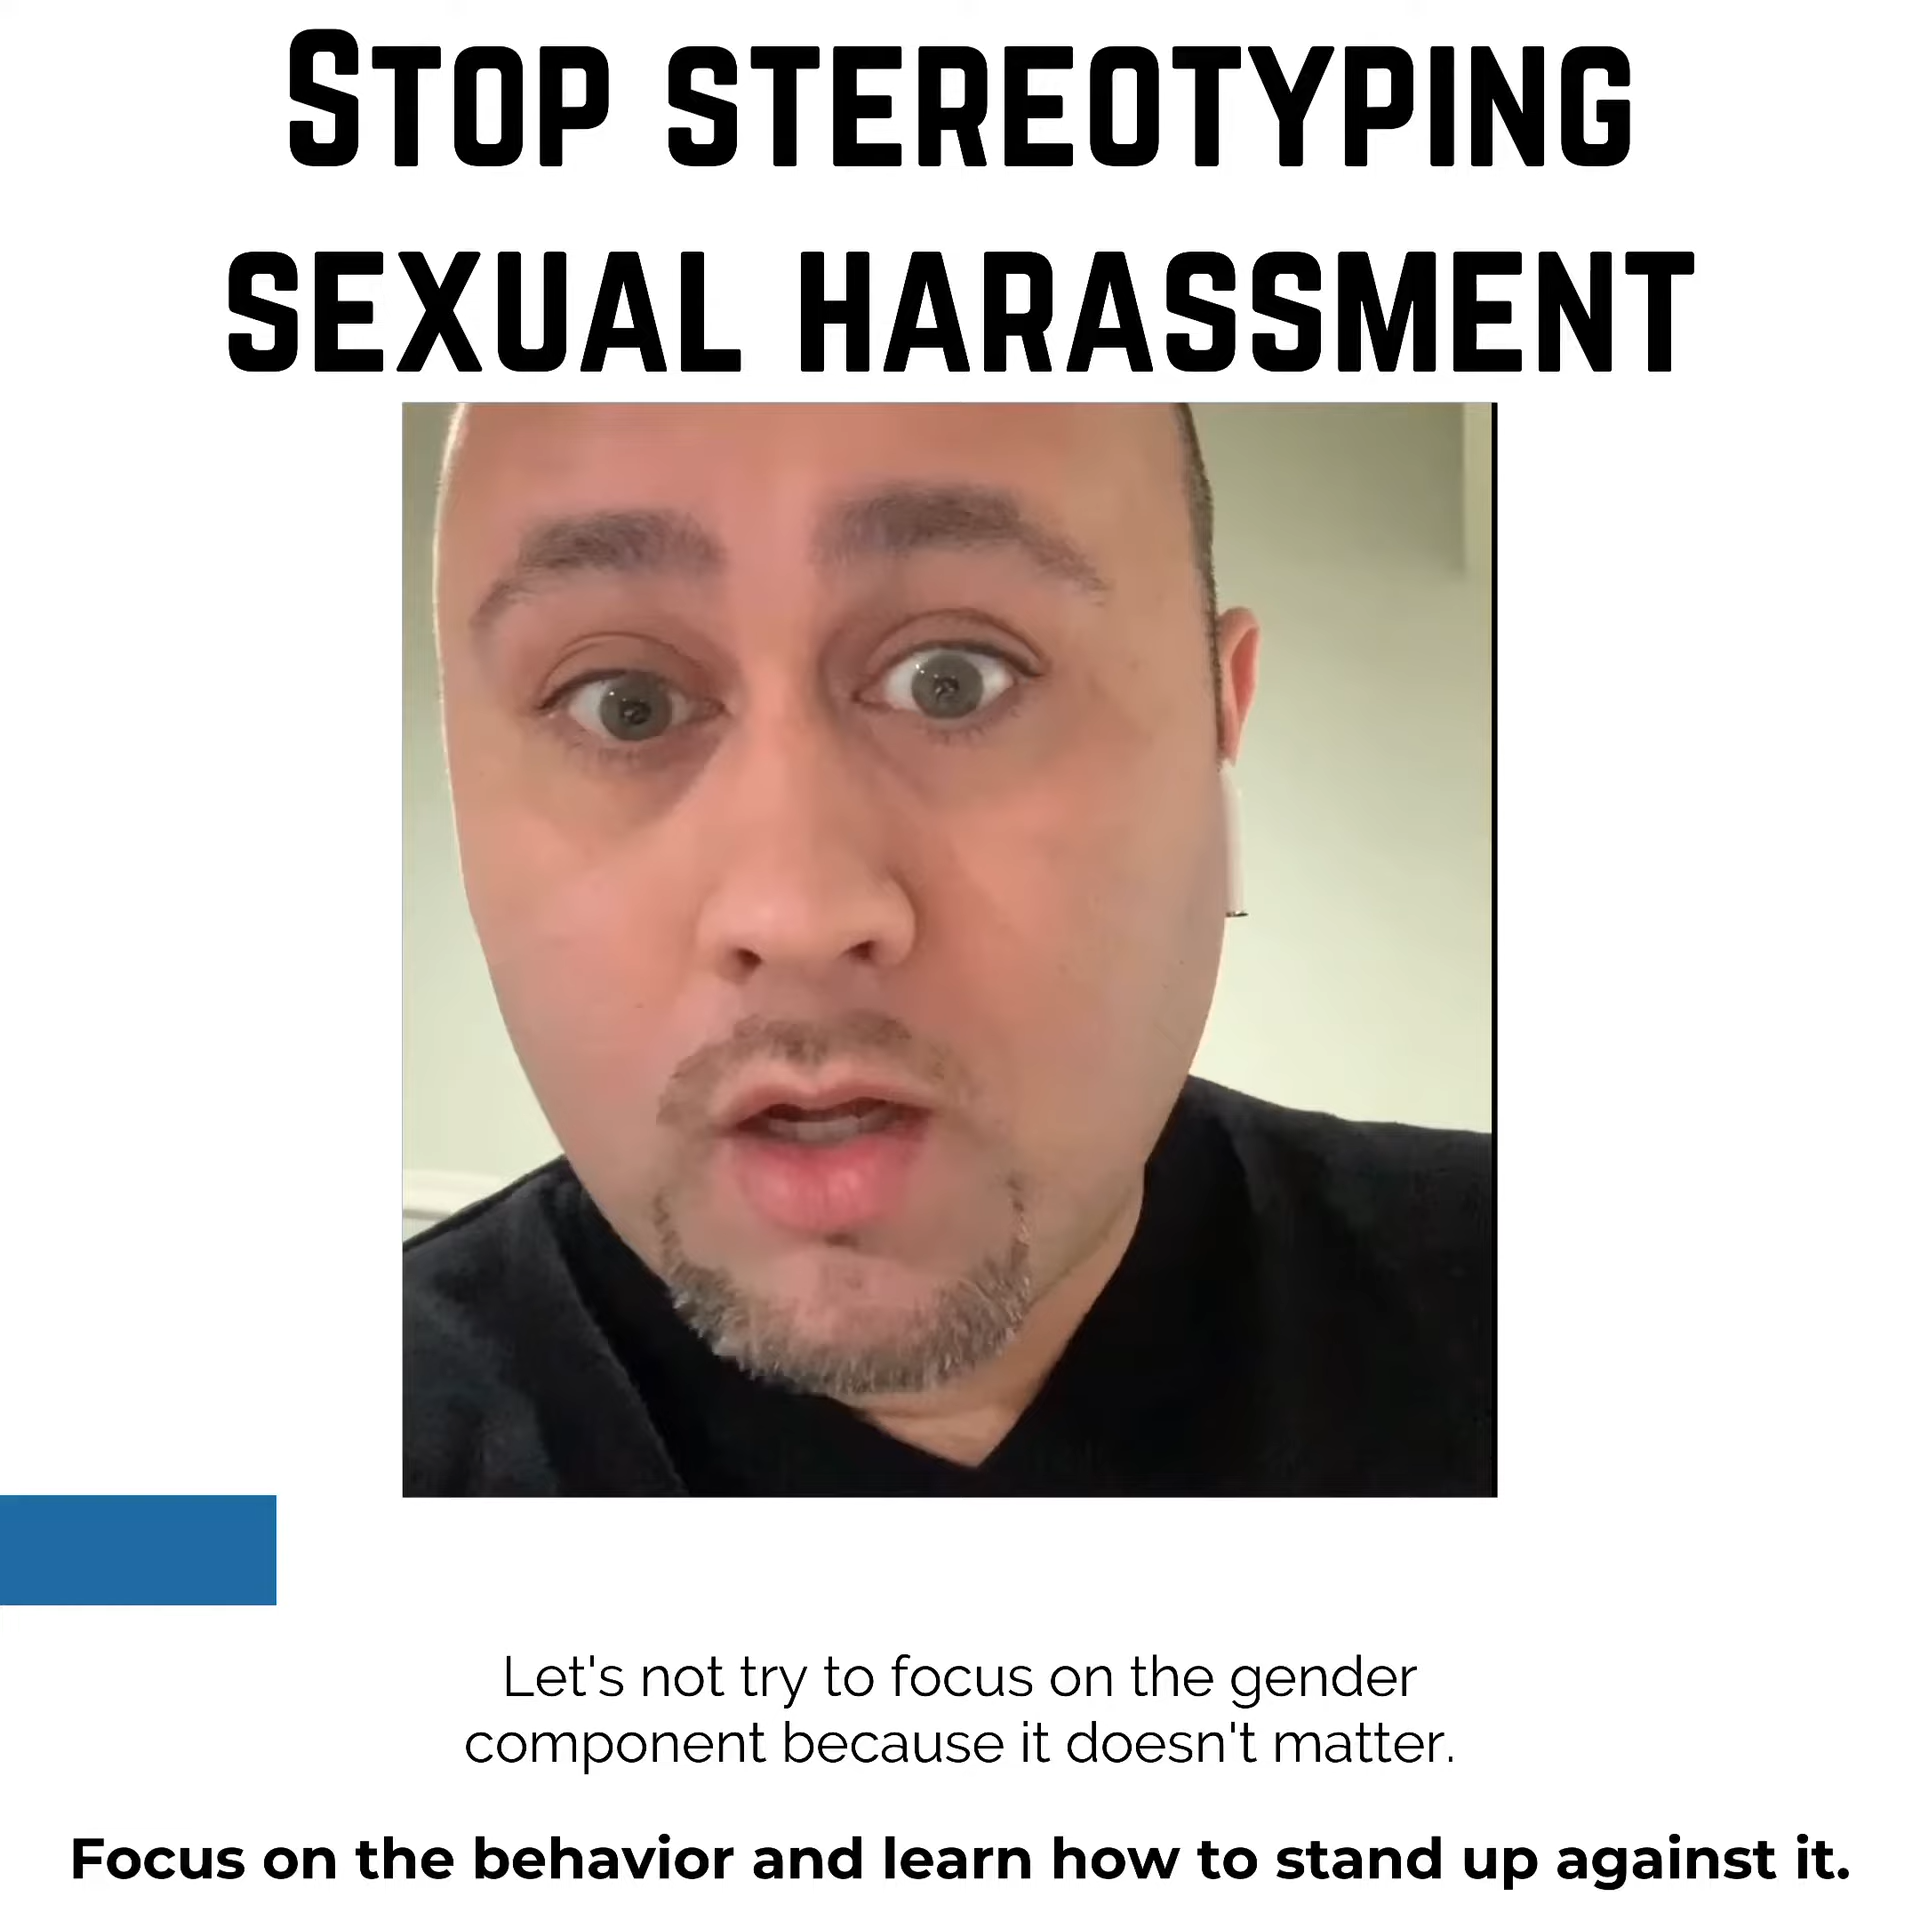 STOP STEREOTYPING
SEXUAL HARASSMENT
Let's not try to focus on the gender
component because it doesn't matter.
Focus on the behavior and learn how to stand up against it.